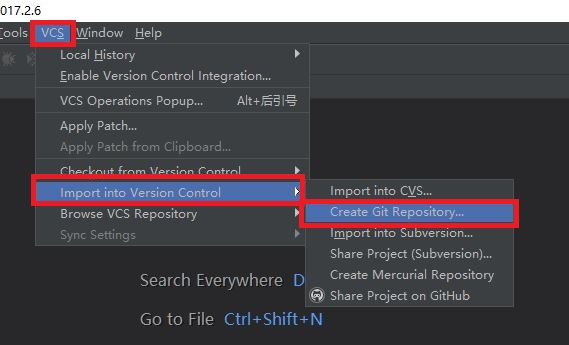 017.2.6
Tools VCS Window Help
Local History
Enable Version Control Integration...
VCS Operations Popup... Alt+后引号
Apply Patch...
Apply Patch from Clipboard...
Checkout from Version Control
Import into Version Control
Browse VCS Repository
Sync Settings
Import into CVS...
Create Git Repository...
Import into Subversion...
Share Project (Subversion)...
Create Mercurial Repository
Share Project on GitHub
Search Everywhere D
Go to File Ctrl+Shift+N